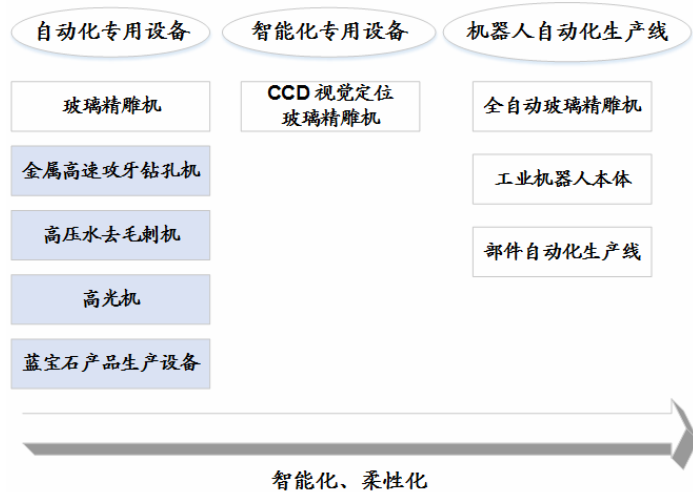 自动化专用设备
智能化专用设备
机器人自动化生产线
玻璃精雕机
CCD 视觉定位
玻璃精雕机
全自动玻璃精雕机
金属高速攻牙钻孔机
工业机器人本体
高压水去毛刺机
部件自动化生产线
高光机
蓝宝石产品生产设备
智能化、柔性化